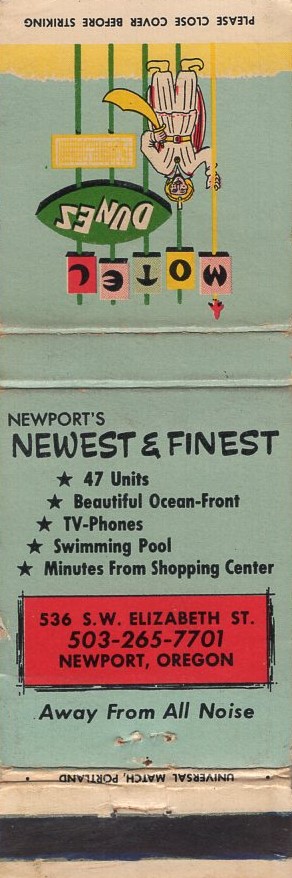 PLEASE CLOSE COVER BEFORE STRIKING
DUNES
MOTEL
NEWPORT'S
NEWEST & FINEST
★ 47 Units
★ Beautiful Ocean-Front
★ TV-Phones
★ Swimming Pool
★ Minutes From Shopping Center
536 S.W. ELIZABETH ST.
503-265-7701
NEWPORT, OREGON
Away From All Noise
• UNIVERSAL MATCH, PORTLAND •